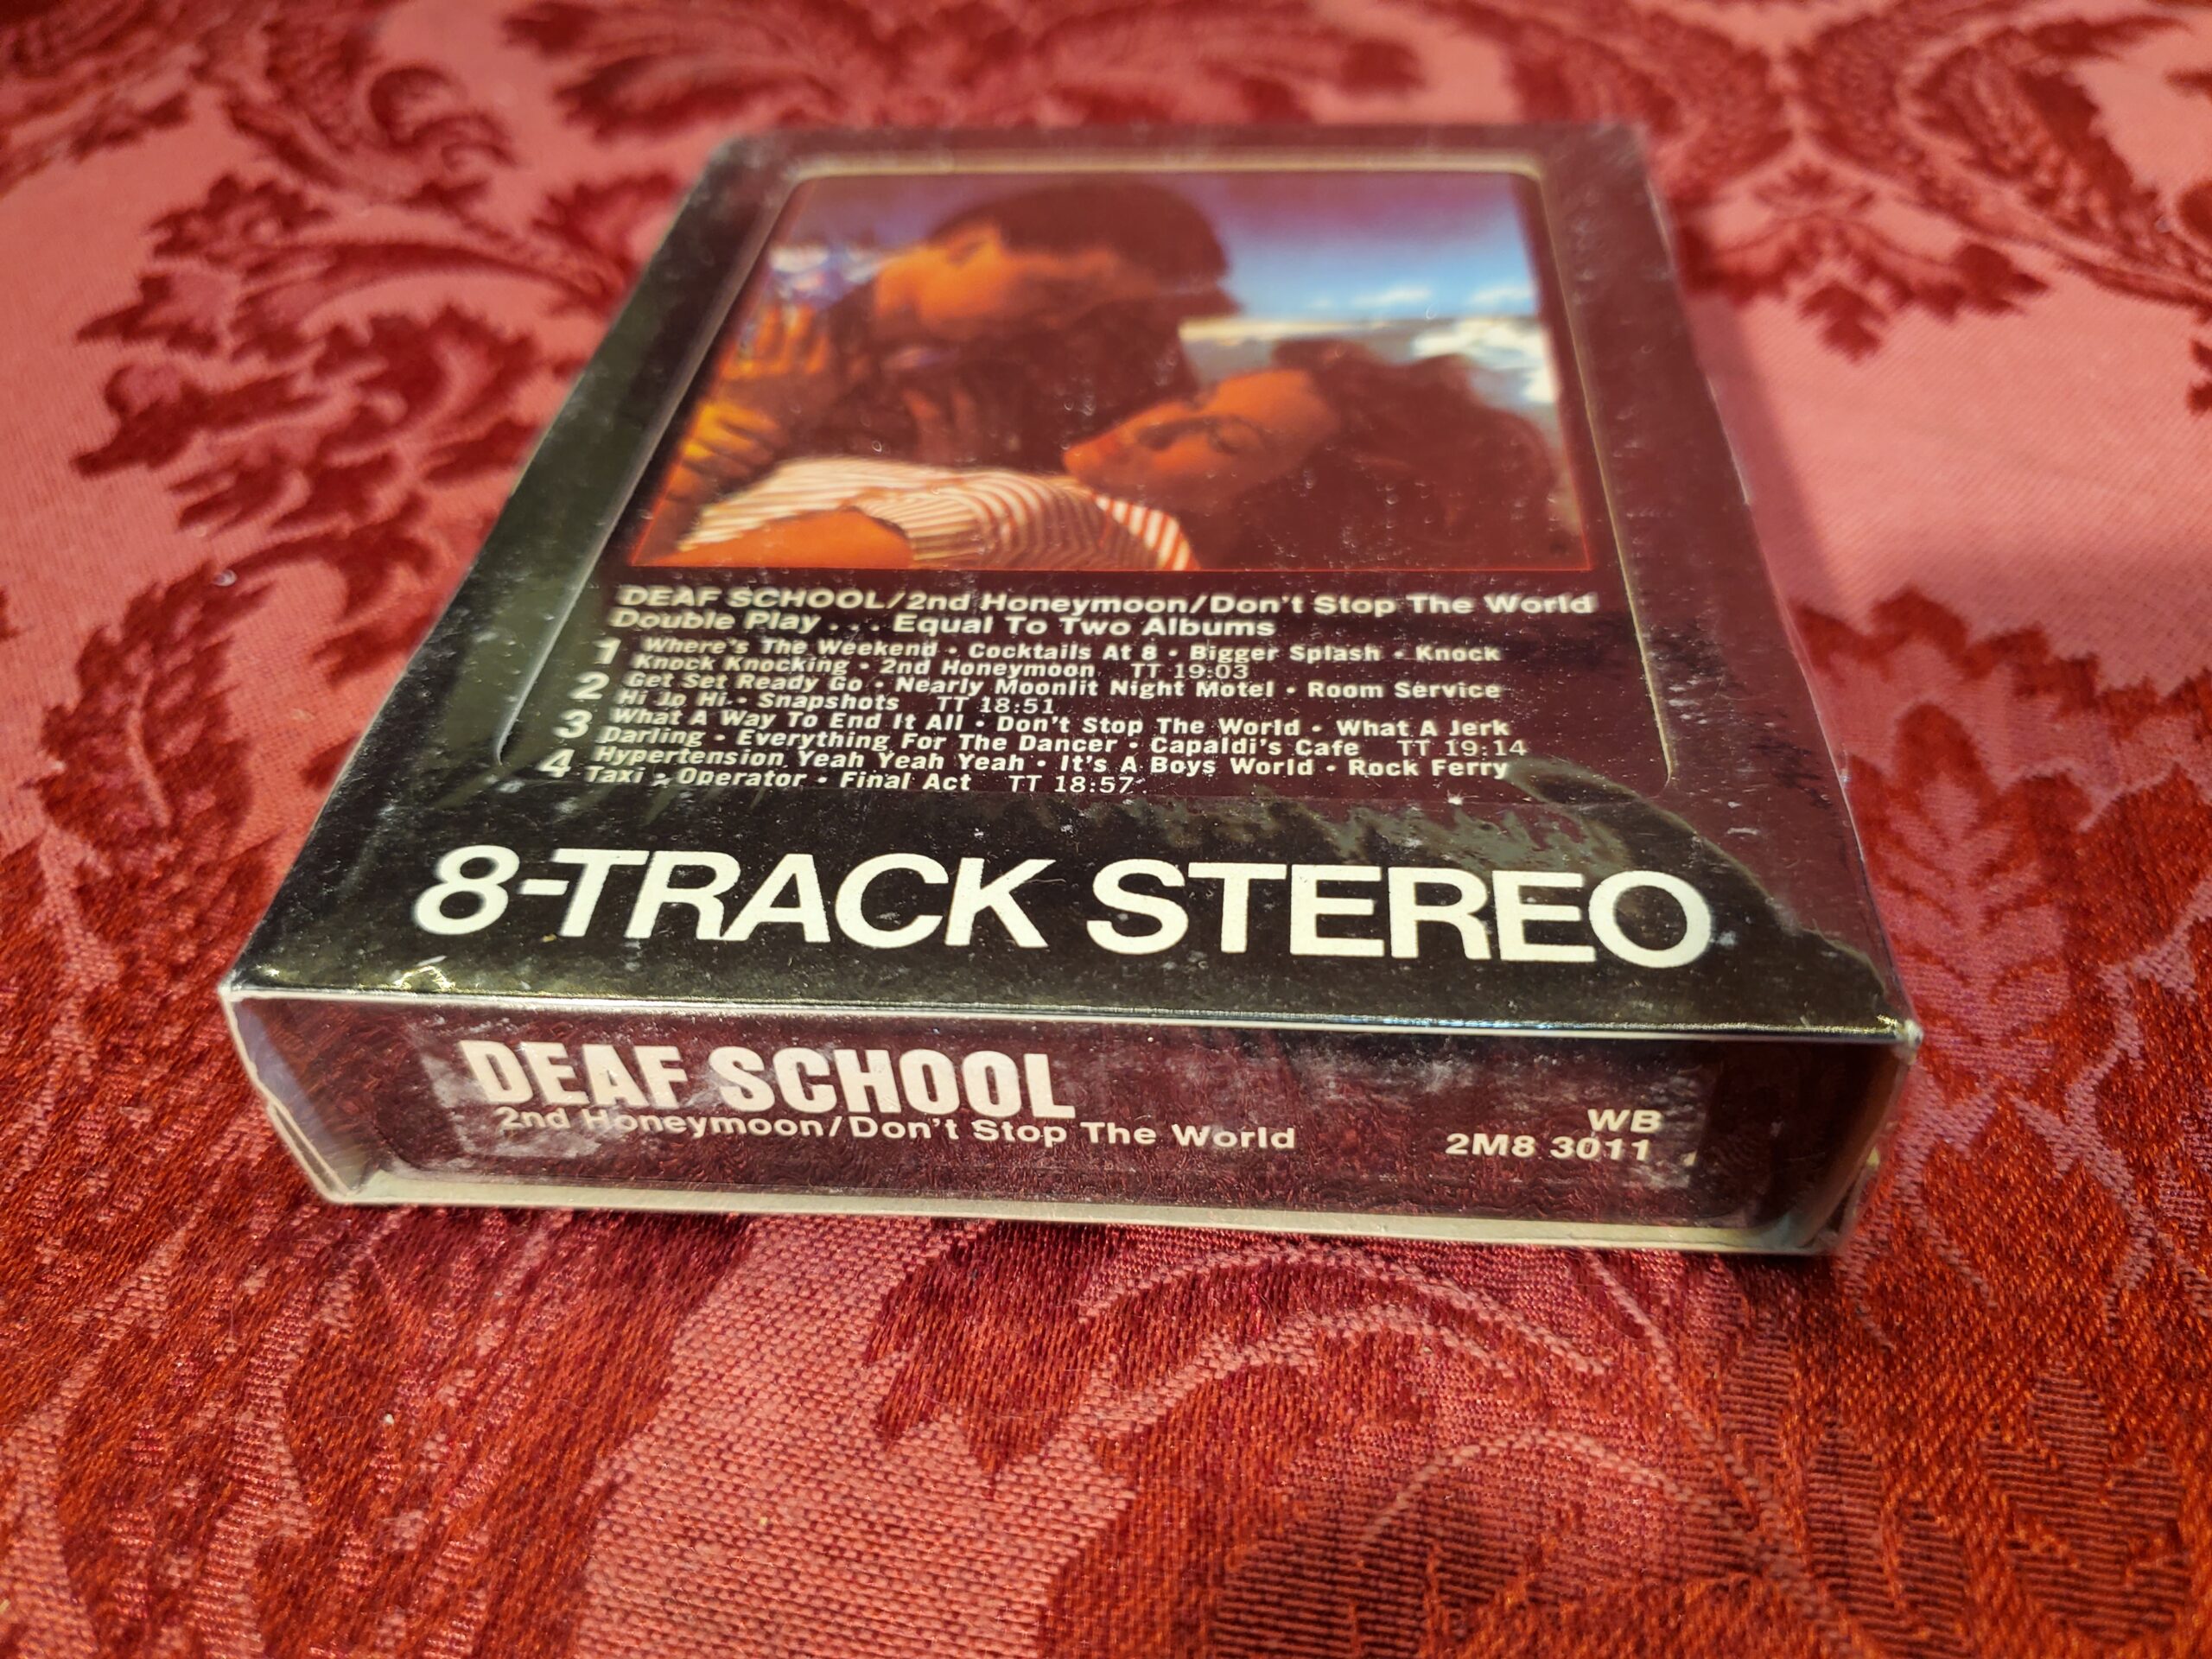 DEAF SCHOOL/2nd Honeymoon/Don't Stop The World
Double Play . . . Equal To Two Albums
1 Where's The Weekend • Cocktails At 8 • Bigger Splash • Knock
Knock Knocking • 2nd Honeymoon TT 19:03
2 Get Set Ready Go • Nearly Moonlit Night Motel • Room Service
Hi Jo Hi • Snapshots TT 18:51
3 What A Way To End It All • Don't Stop The World • What A Jerk
Darling • Everything For The Dancer • Capaldi's Cafe TT 19:14
4 Hypertension Yeah Yeah Yeah • It's A Boys World • Rock Ferry
Taxi • Operator • Final Act TT 18:57
8-TRACK STEREO
DEAF SCHOOL
2nd Honeymoon/Don't Stop The World
WB
2M8 3011